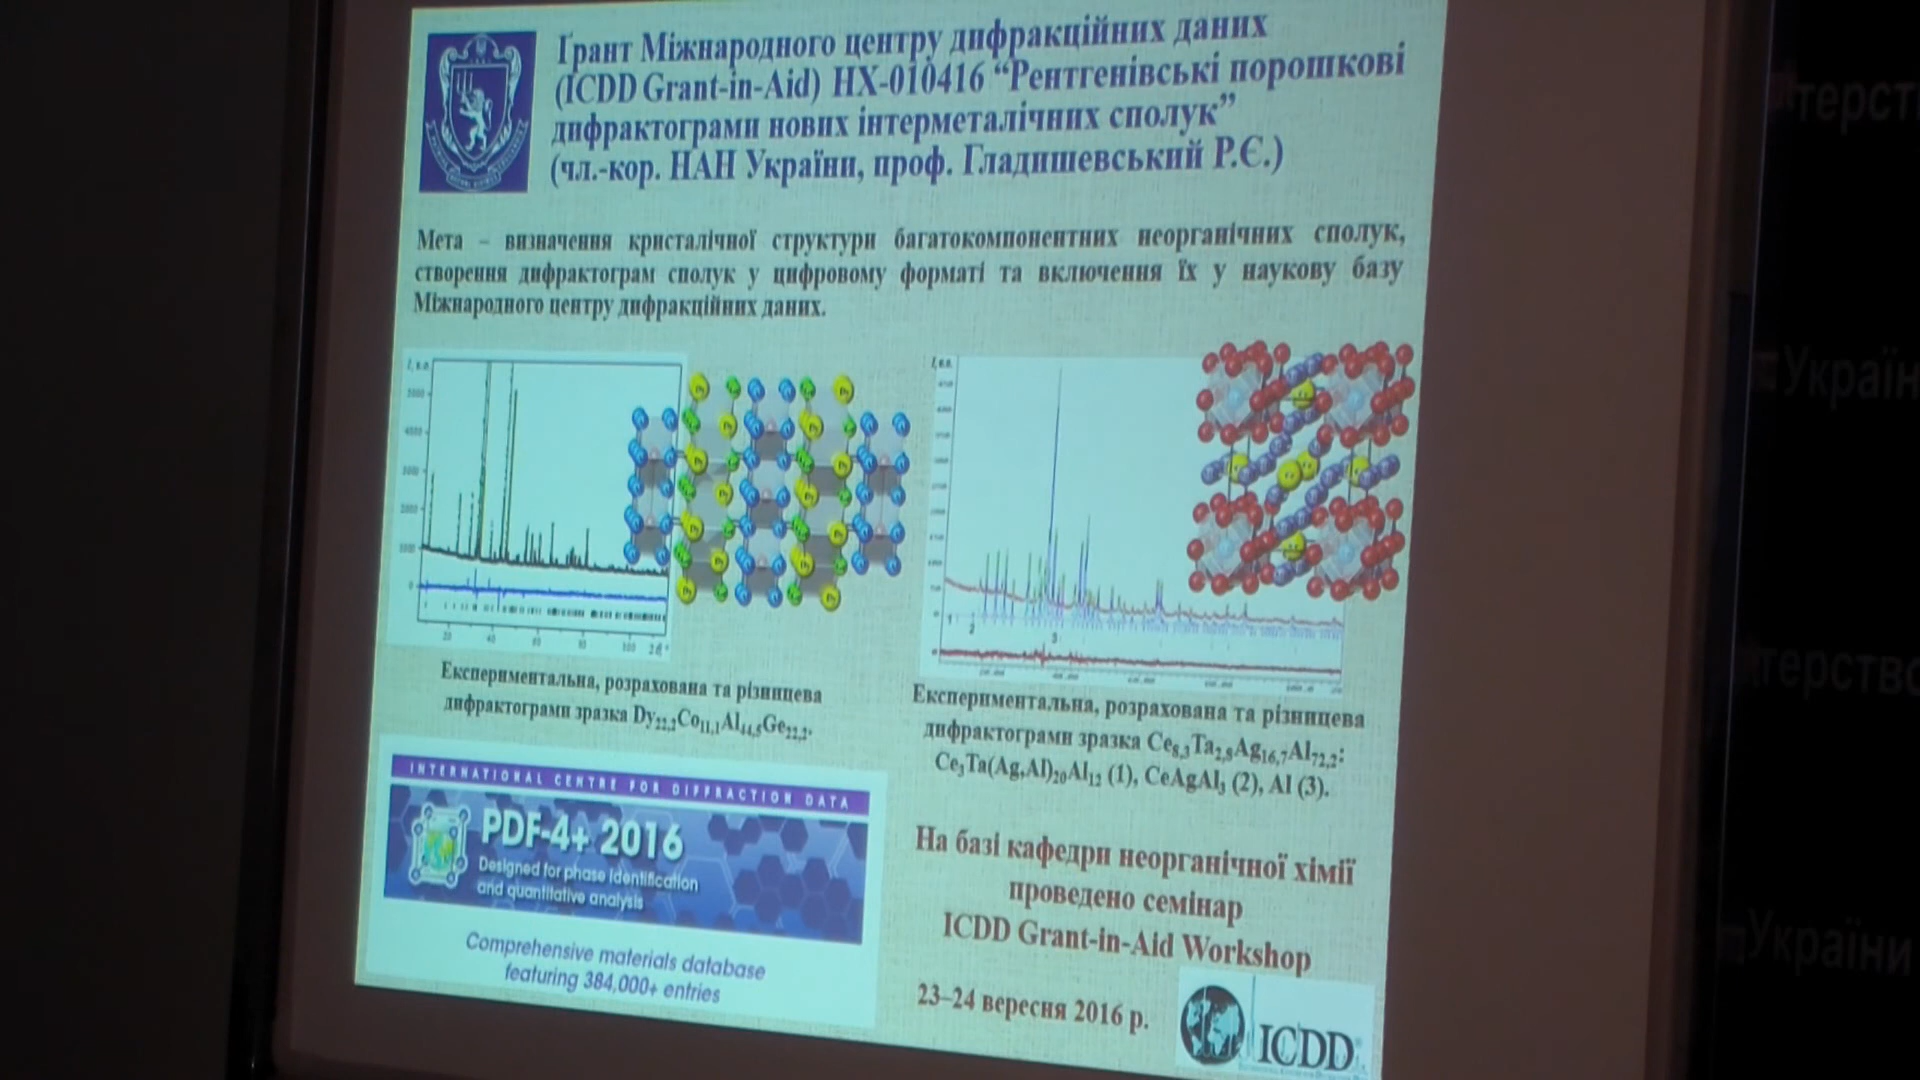 Ґрант Міжнародного центру дифракційних даних
(ICDD Grant-in-Aid) НХ-010416 “Рентгенівські порошкові
дифрактограми нових інтерметалічних сполук”
(чл.-кор. НАН України, проф. Гладишевський Р.Є.)
Мета – визначення кристалічної структури багатокомпонентних неорганічних сполук,
створення дифрактограм сполук у цифровому форматі та включення їх у наукову базу
Міжнародного центру дифракційних даних.
Експериментальна, розрахована та різницева
дифрактограми зразка Dy22,2Co11,1Al44,5Ge22,2.
Експериментальна, розрахована та різницева
дифрактограми зразка Ce8,3Ta2,8Ag16,7Al72,2:
Ce3Ta(Ag,Al)20Al12 (1), CeAgAl3 (2), Al (3).
INTERNATIONAL CENTRE FOR DIFFRACTION DATA
PDF-4+ 2016
Designed for phase identification
and quantitative analysis
Comprehensive materials database
featuring 384,000+ entries
На базі кафедри неорганічної хімії
проведено семінар
ICDD Grant-in-Aid Workshop
23–24 вересня 2016 р.
ICDD
України